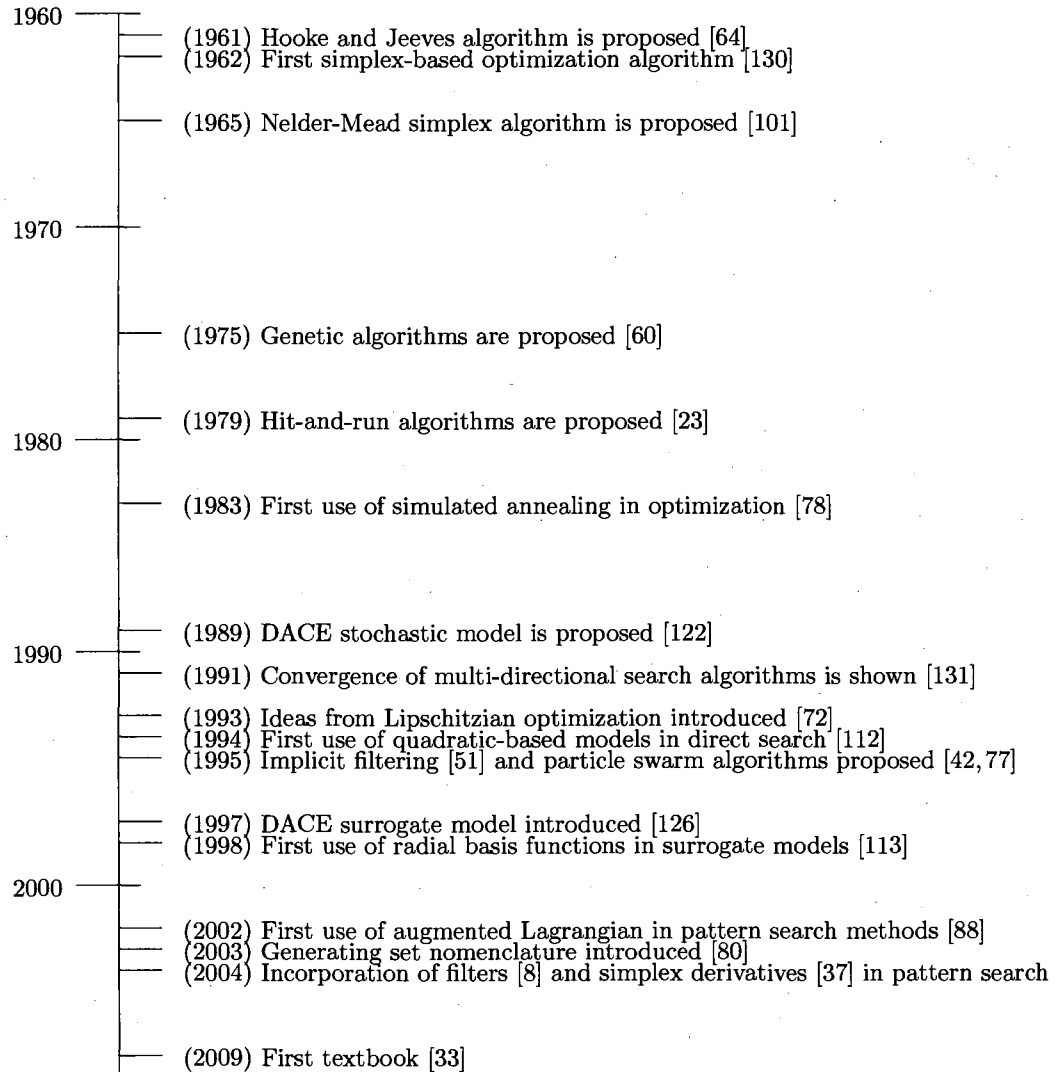 1960
(1961) Hooke and Jeeves algorithm is proposed [64]
(1962) First simplex-based optimization algorithm [130]
(1965) Nelder-Mead simplex algorithm is proposed [101]
1970
(1975) Genetic algorithms are proposed [60]
(1979) Hit-and-run algorithms are proposed [23]
1980
(1983) First use of simulated annealing in optimization [78]
(1989) DACE stochastic model is proposed [122]
1990
(1991) Convergence of multi-directional search algorithms is shown [131]
(1993) Ideas from Lipschitzian optimization introduced [72]
(1994) First use of quadratic-based models in direct search [112]
(1995) Implicit filtering [51] and particle swarm algorithms proposed [42,77]
(1997) DACE surrogate model introduced [126]
(1998) First use of radial basis functions in surrogate models [113]
2000
(2002) First use of augmented Lagrangian in pattern search methods [88]
(2003) Generating set nomenclature introduced [80]
(2004) Incorporation of filters [8] and simplex derivatives [37] in pattern search
(2009) First textbook [33]